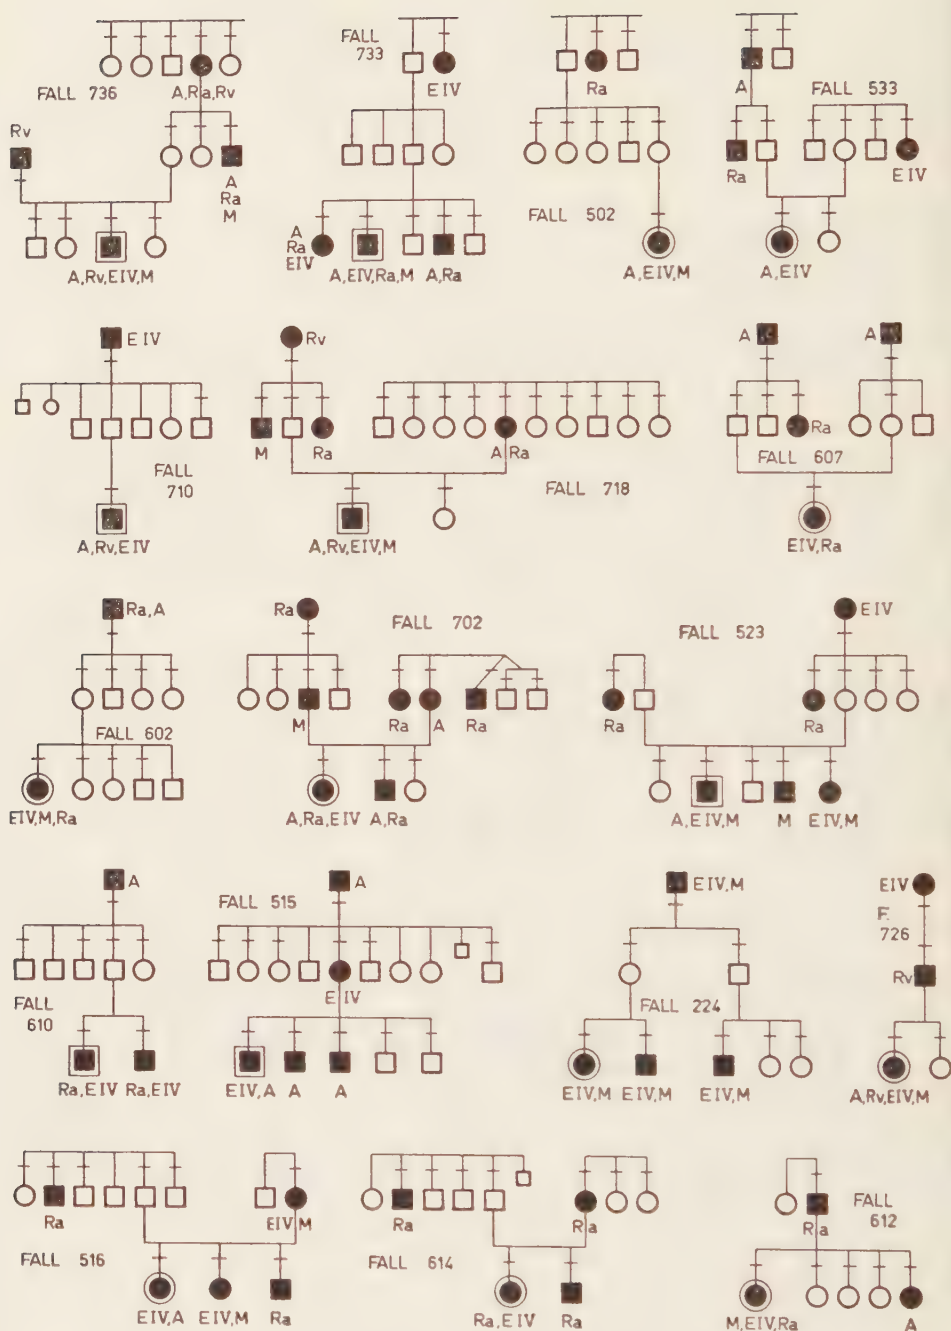 FALL 736
A,Ra,Rv
Rv
A
Ra
M
A,Rv,EIV,M
FALL
733
EIV
A
Ra
EIV
A,EIV,Ra,M
A,Ra
Ra
FALL 502
A,EIV,M
A
FALL 533
Ra
EIV
A,EIV
EIV
FALL
710
A,Rv,EIV
Rv
M
Ra
A,Ra
FALL 718
A,Rv,EIV,M
A
A
Ra
FALL 607
EIV,Ra
Ra,A
FALL 602
EIV,M,Ra
Ra
FALL 702
M
Ra
A
Ra
A,Ra,EIV
A,Ra
EIV
FALL 523
Ra
Ra
A,EIV,M
M
EIV,M
A
FALL
610
Ra,EIV
Ra,EIV
A
FALL 515
EIV
EIV,A
A
A
EIV,M
FALL 224
EIV,M
EIV,M
EIV,M
EIV
F.
726
Rv
A,Rv,EIV,M
Ra
EIV,M
FALL 516
EIV,A
EIV,M
Ra
Ra
Ra
FALL 614
Ra,EIV
Ra
FALL
612
Ra
M,EIV,Ra
A